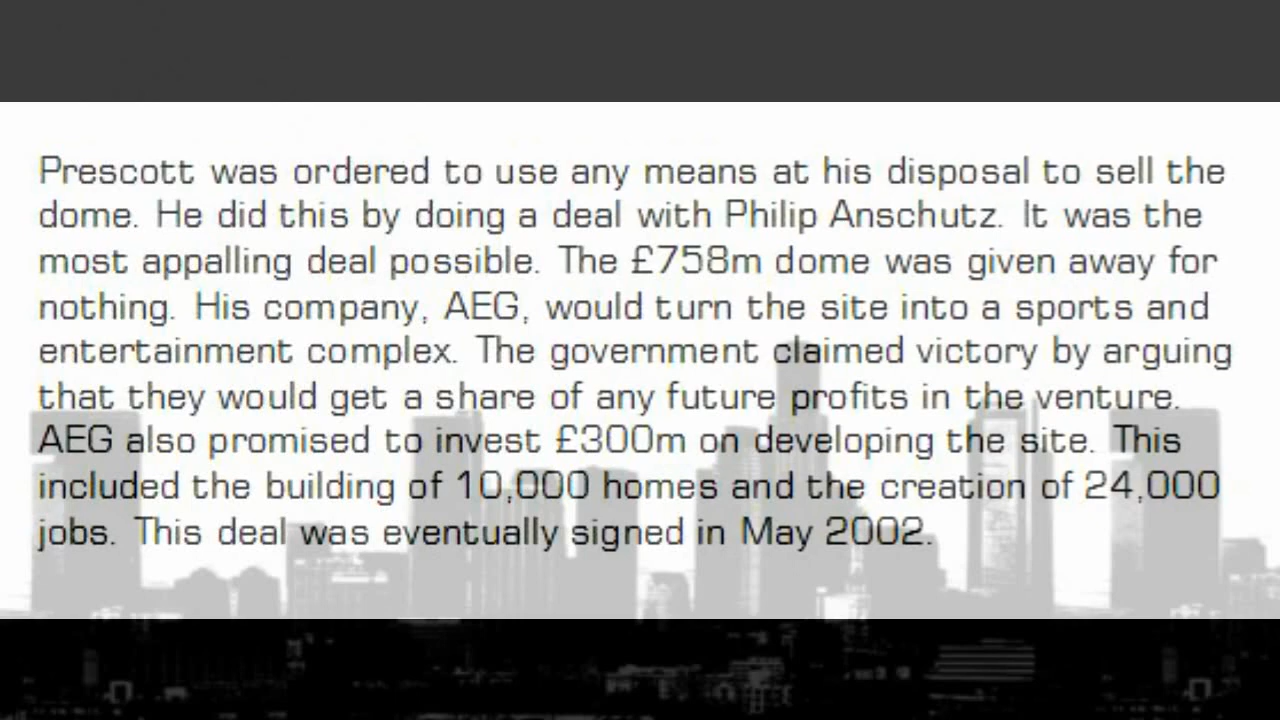 Prescott was ordered to use any means at his disposal to sell the
dome. He did this by doing a deal with Philip Anschutz. It was the
most appalling deal possible. The £758m dome was given away for
nothing. His company, AEG, would turn the site into a sports and
entertainment complex. The government claimed victory by arguing
that they would get a share of any future profits in the venture.
AEG also promised to invest £300m on developing the site. This
included the building of 10,000 homes and the creation of 24,000
jobs. This deal was eventually signed in May 2002.